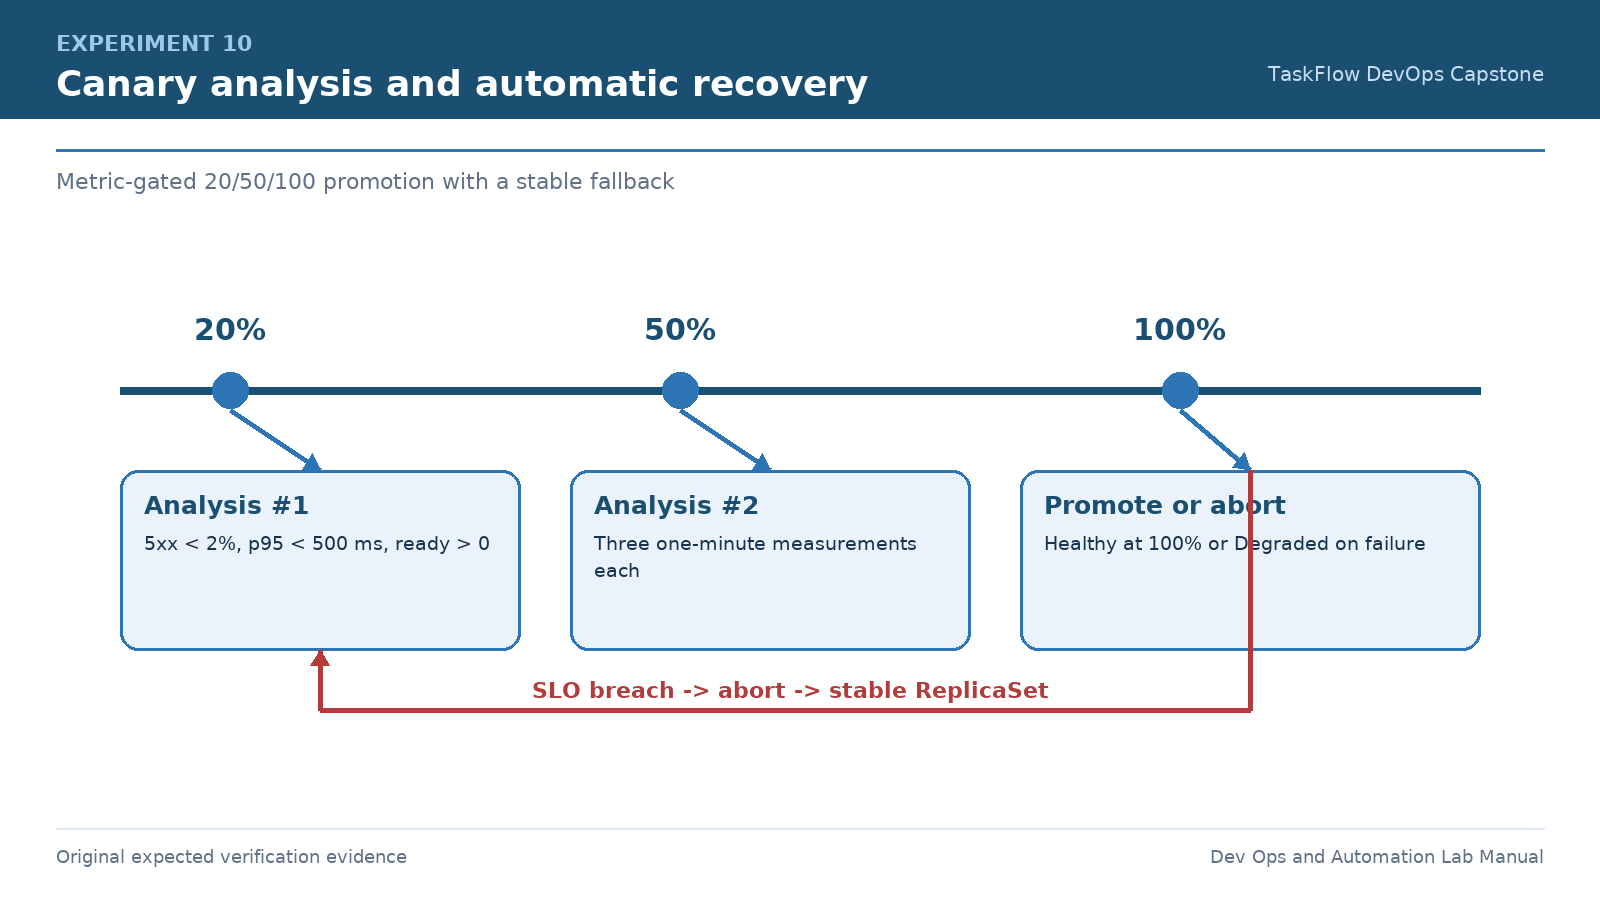 EXPERIMENT 10
Canary analysis and automatic recovery
TaskFlow DevOps Capstone
Metric-gated 20/50/100 promotion with a stable fallback
20%
50%
100%
Analysis #1
5xx < 2%, p95 < 500 ms, ready > 0
Analysis #2
Three one-minute measurements
each
Promote or abort
Healthy at 100% or Degraded on failure
SLO breach -> abort -> stable ReplicaSet
Original expected verification evidence
Dev Ops and Automation Lab Manual